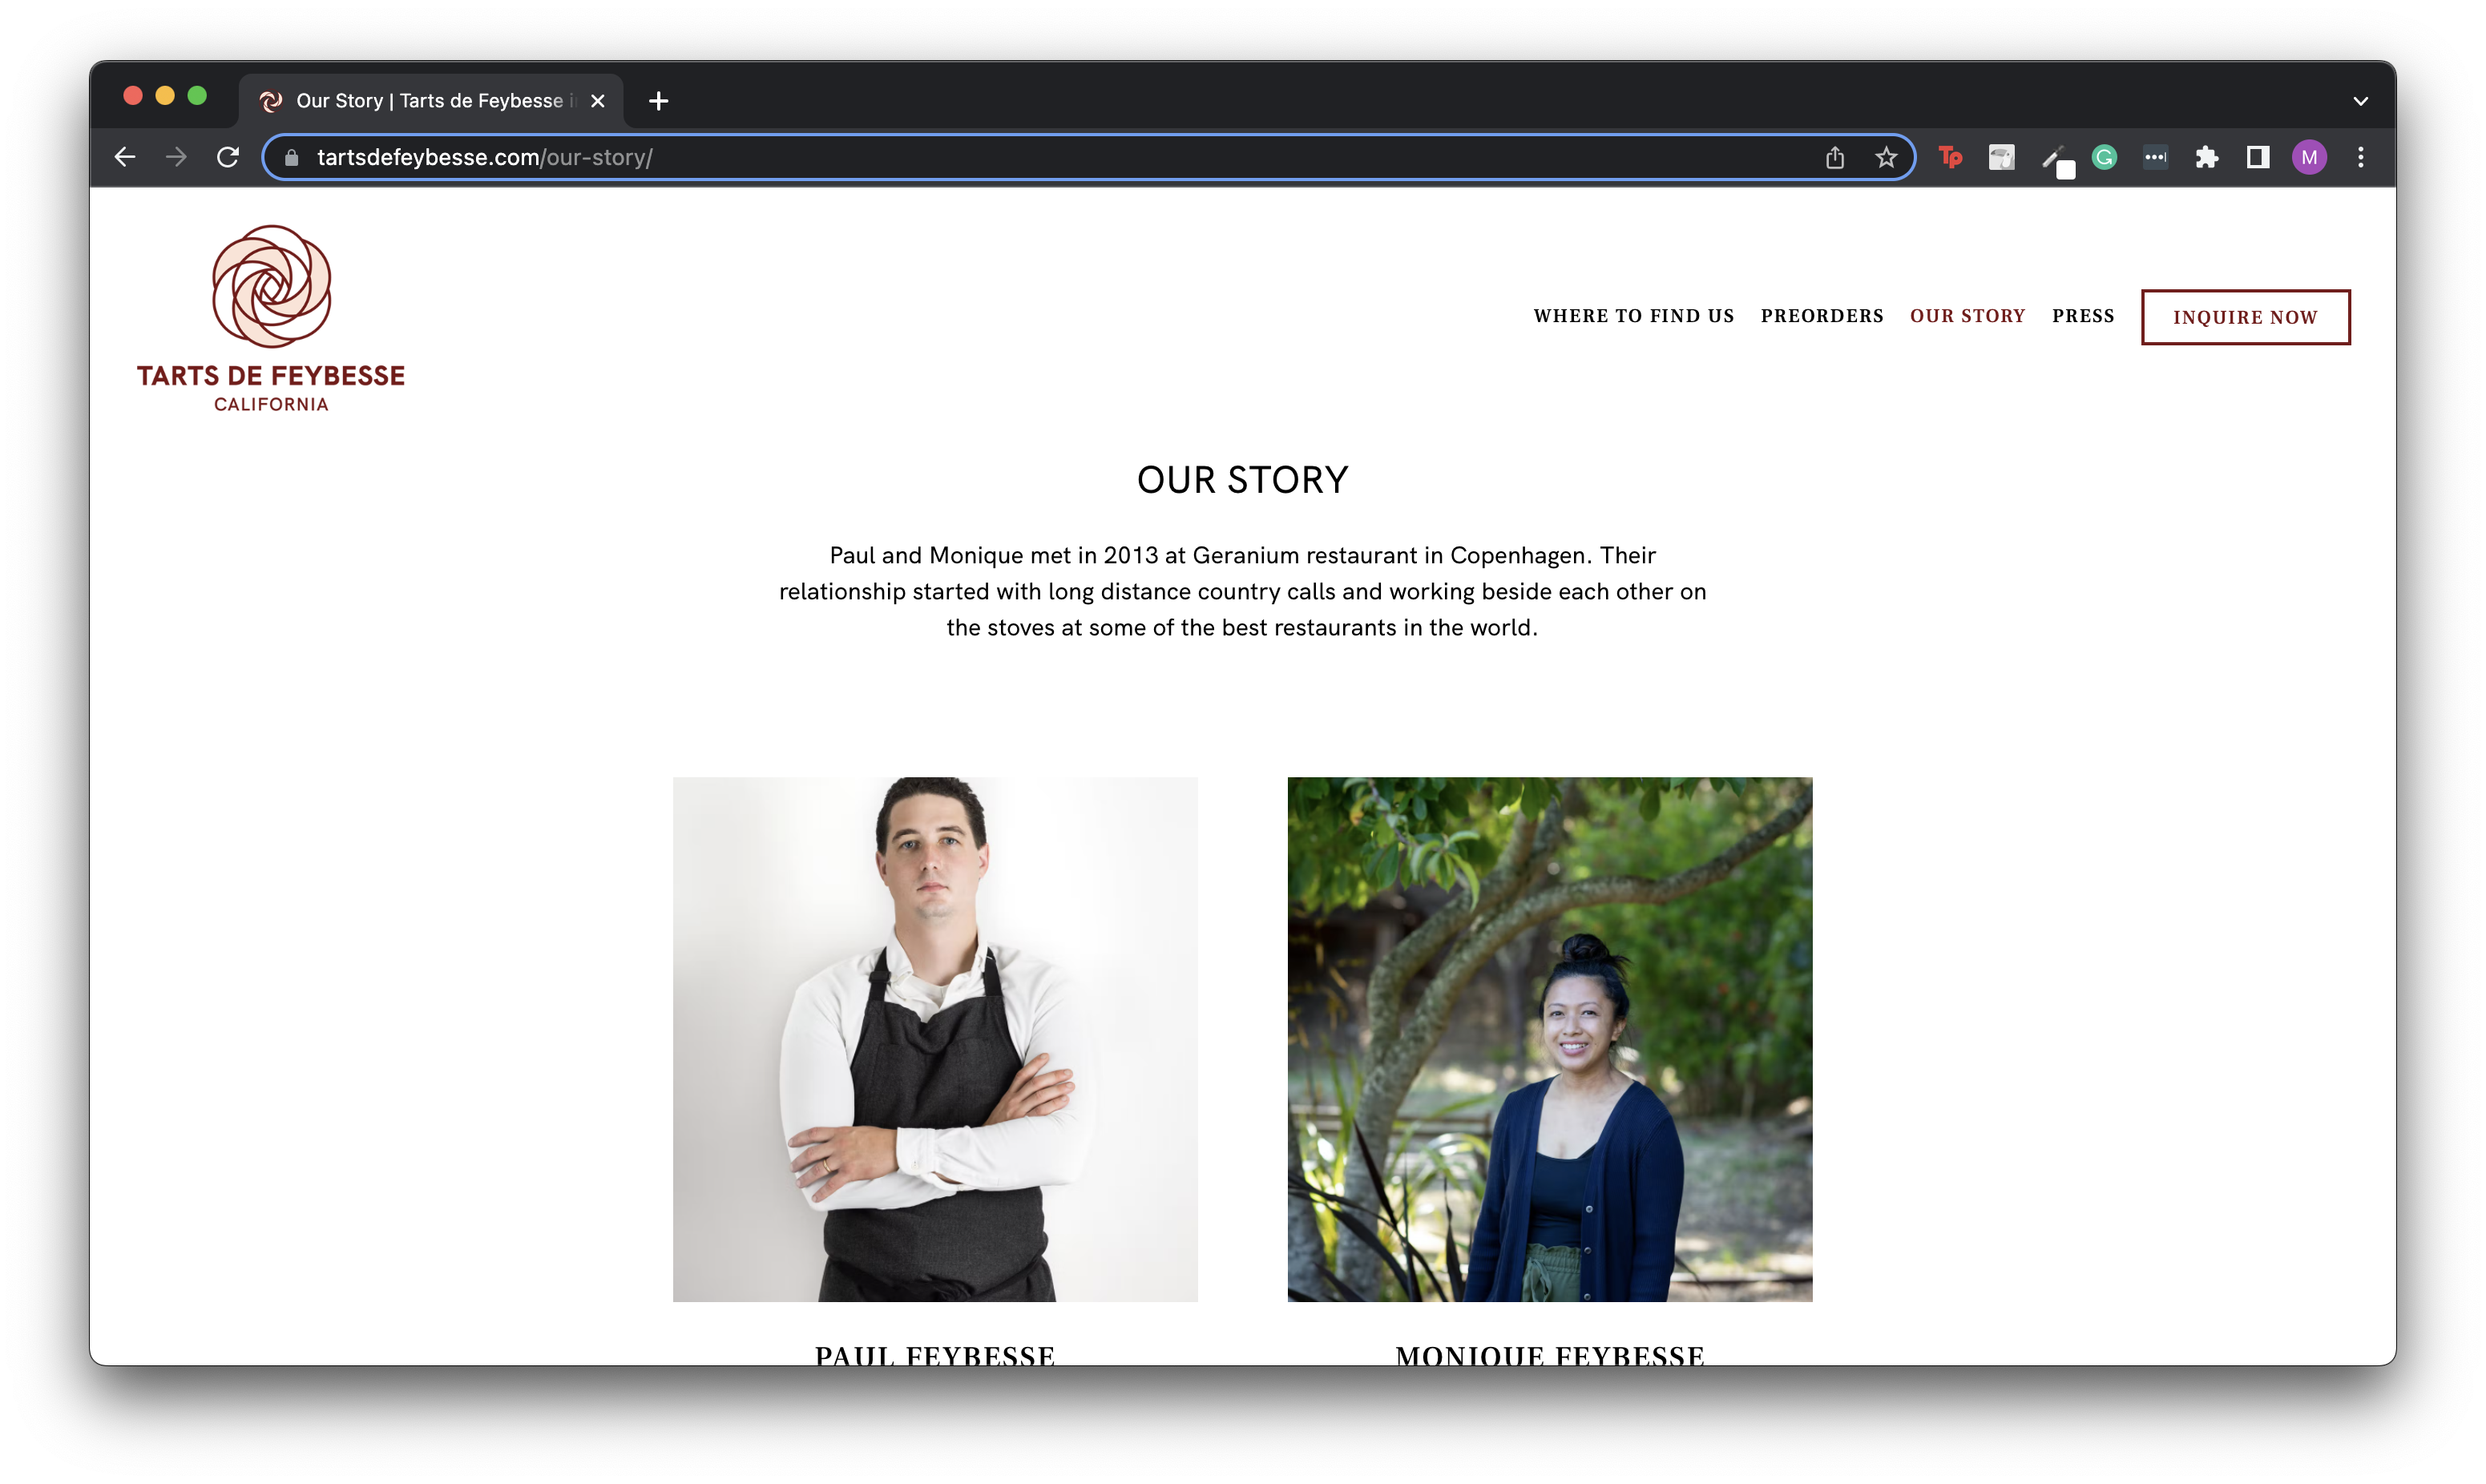 Our Story | Tarts de Feybesse
tartsdefeybesse.com/our-story/
Tp
G
M
TARTS DE FEYBESSE
CALIFORNIA
WHERE TO FIND US PREORDERS OUR STORY PRESS INQUIRE NOW
OUR STORY
Paul and Monique met in 2013 at Geranium restaurant in Copenhagen. Their
relationship started with long distance country calls and working beside each other on
the stoves at some of the best restaurants in the world.
PAUL FEYBESSE MONIQUE FEYBESSE